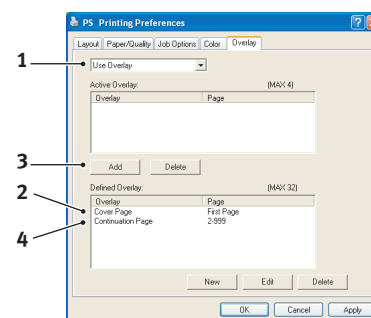 PS Printing Preferences
Layout Paper/Quality Job Options Color Overlay
1
Use Overlay
Active Overlay: (MAX 4)
Overlay Page
3
Add Delete
Defined Overlay: (MAX 32)
Overlay Page
2
Cover Page First Page
4
Continuation Page 2-999
New Edit Delete
OK Cancel Apply